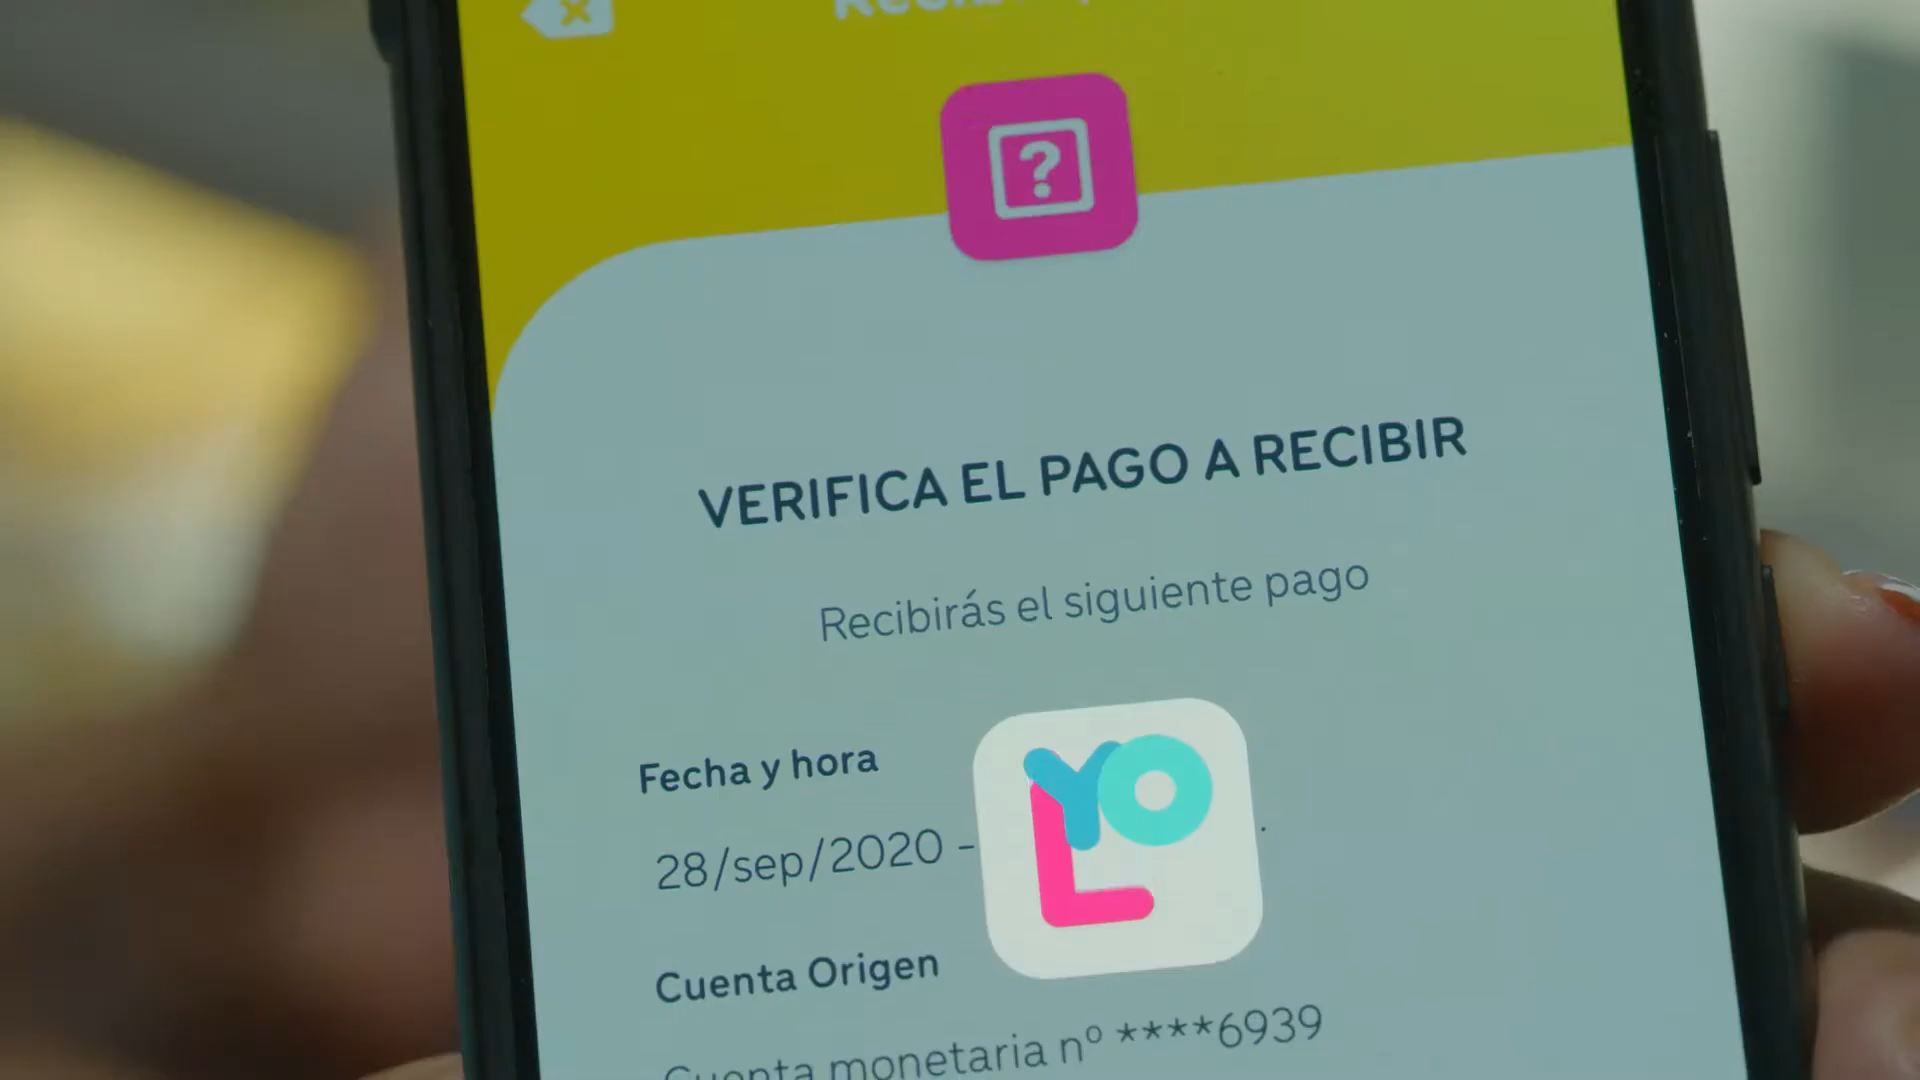 VERIFICA EL PAGO A RECIBIR
Recibirás el siguiente pago
Fecha y hora
28/sep/2020 -
YO
L
Cuenta Origen
Cuenta monetaria nº ****6939